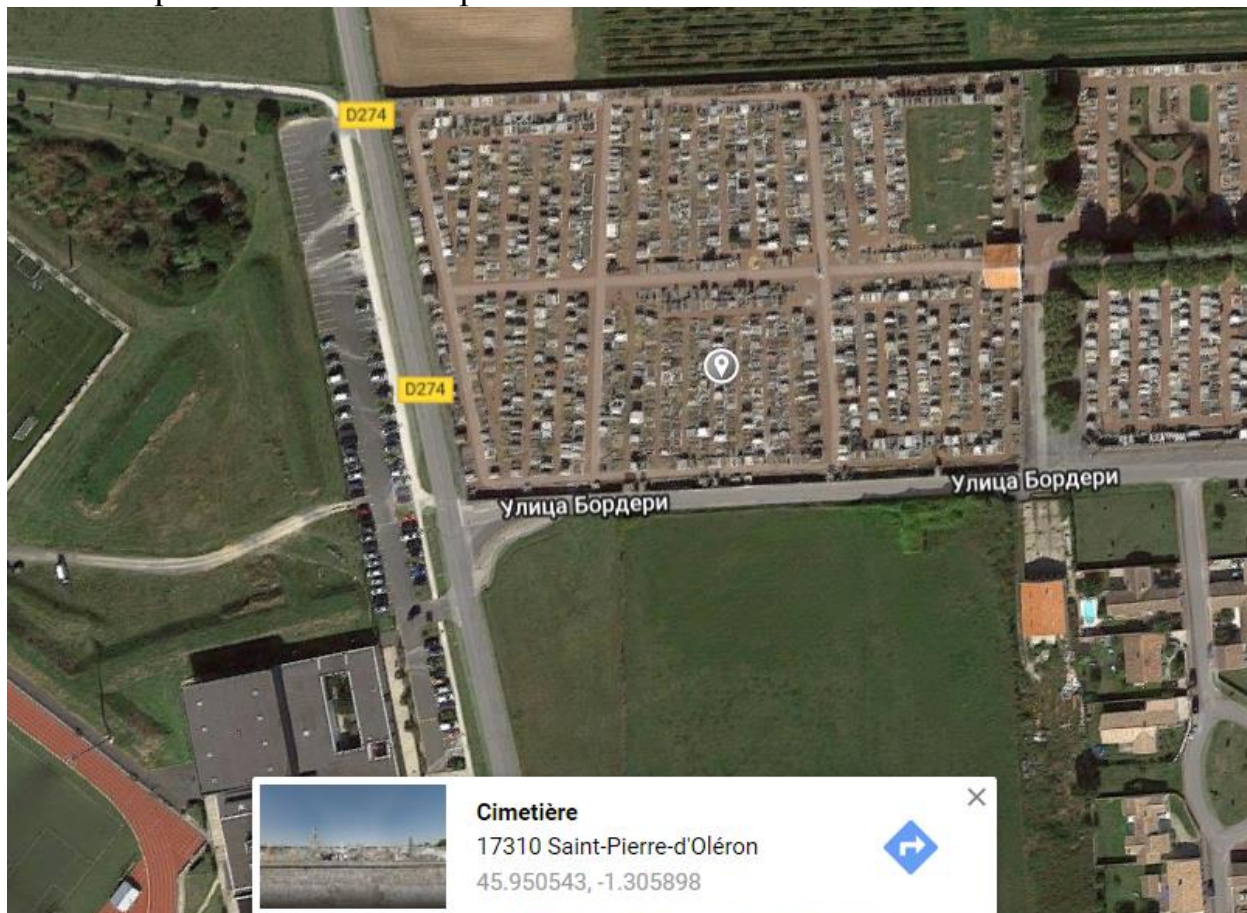 D274
D274
Улица Бордери
Улица Бордери
Cimetière
17310 Saint-Pierre-d'Oléron
45.950543, -1.305898